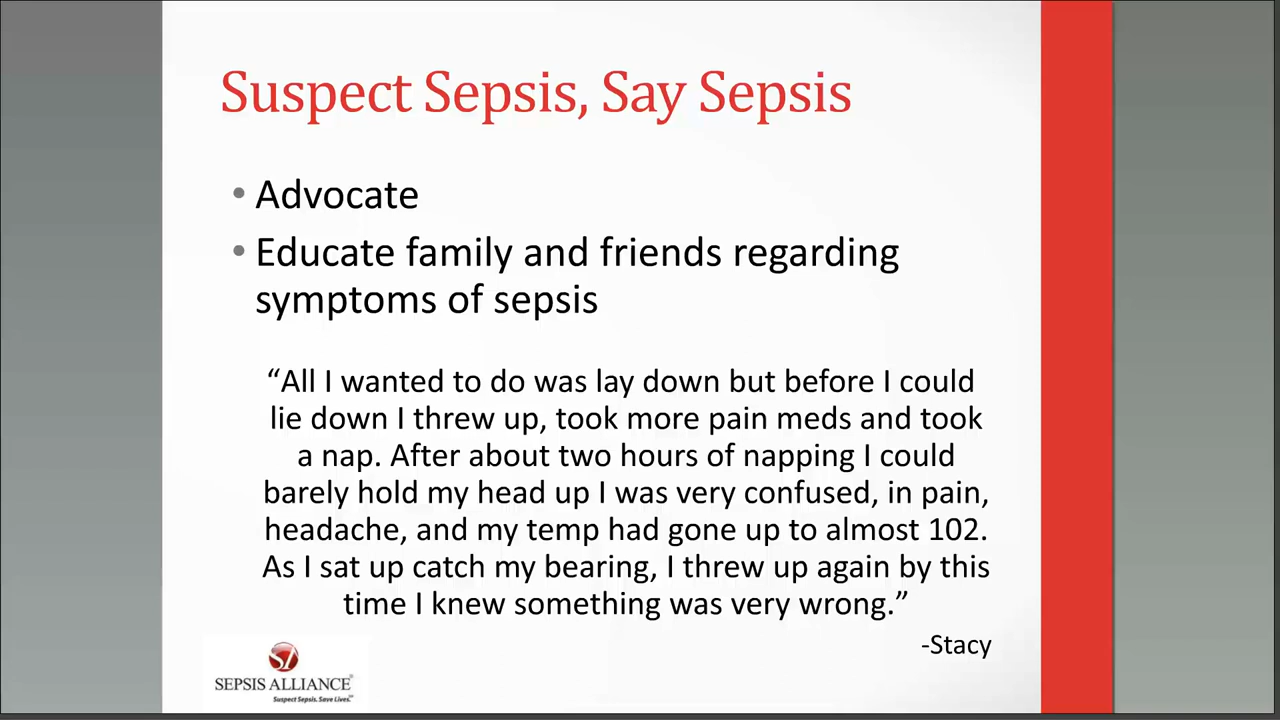 Suspect Sepsis, Say Sepsis
• Advocate
• Educate family and friends regarding
symptoms of sepsis
“All I wanted to do was lay down but before I could
lie down I threw up, took more pain meds and took
a nap. After about two hours of napping I could
barely hold my head up I was very confused, in pain,
headache, and my temp had gone up to almost 102.
As I sat up catch my bearing, I threw up again by this
time I knew something was very wrong.”
-Stacy
SEPSIS ALLIANCE
Suspect Sepsis. Save Lives.